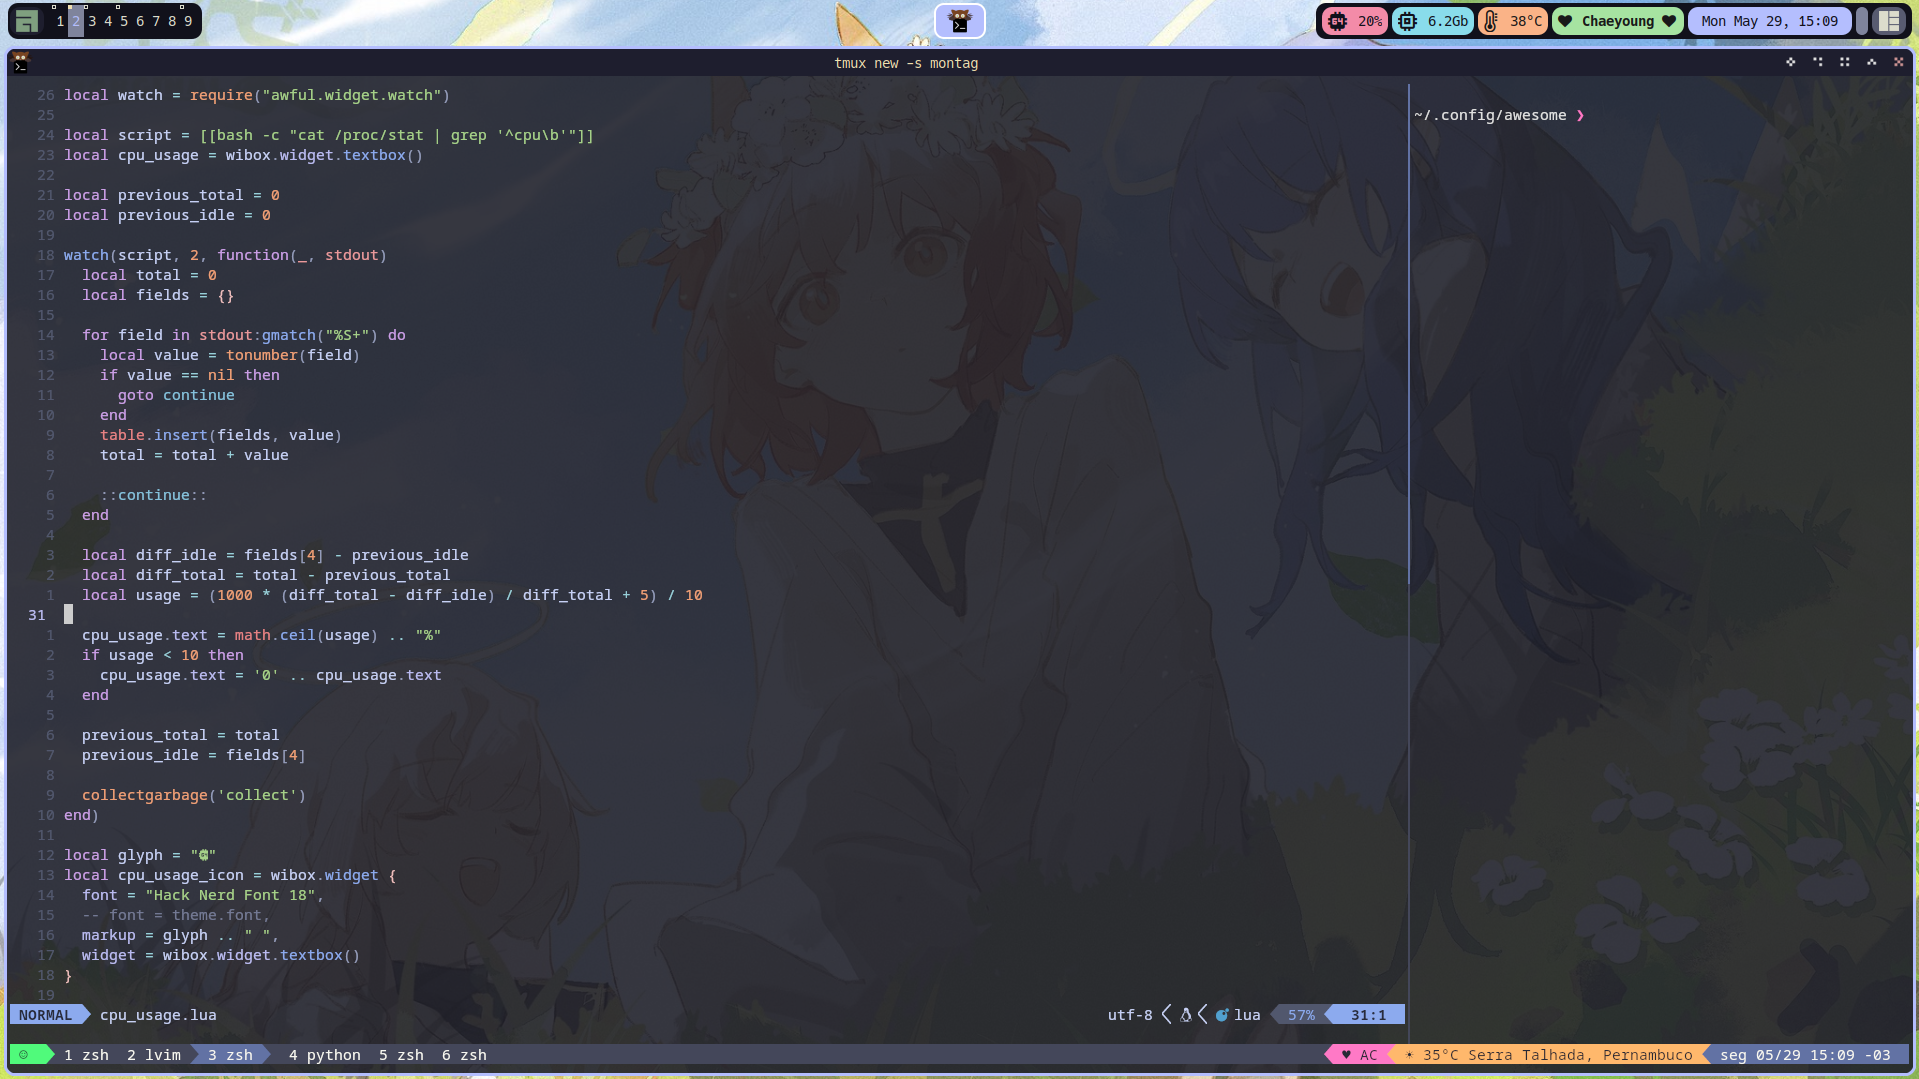 1 2 3 4 5 6 7 8 9
20% 6.2Gb 38°C ♥ Chaeyoung ♥ Mon May 29, 15:09
tmux new -s montag
26 local watch = require("awful.widget.watch")
25
24 local script = [[bash -c "cat /proc/stat | grep '^cpu\b'"]]
23 local cpu_usage = wibox.widget.textbox()
22
21 local previous_total = 0
20 local previous_idle = 0
19
18 watch(script, 2, function(_, stdout)
17   local total = 0
16   local fields = {}
15
14   for field in stdout:gmatch("%S+") do
13     local value = tonumber(field)
12     if value == nil then
11       goto continue
10     end
9     table.insert(fields, value)
8     total = total + value
7
6     ::continue::
5   end
4
3   local diff_idle = fields[4] - previous_idle
2   local diff_total = total - previous_total
1   local usage = (1000 * (diff_total - diff_idle) / diff_total + 5) / 10
31
1   cpu_usage.text = math.ceil(usage) .. "%"
2   if usage < 10 then
3     cpu_usage.text = '0' .. cpu_usage.text
4   end
5
6   previous_total = total
7   previous_idle = fields[4]
8
9   collectgarbage('collect')
10 end)
11
12 local glyph = ""
13 local cpu_usage_icon = wibox.widget {
14   font = "Hack Nerd Font 18",
15   -- font = theme.font,
16   markup = glyph .. " ",
17   widget = wibox.widget.textbox()
18 }
19
NORMAL cpu_usage.lua utf-8 lua 57% 31:1
~/.config/awesome ❯
☺ 1 zsh 2 lvim 3 zsh 4 python 5 zsh 6 zsh ♥ AC ☀ 35°C Serra Talhada, Pernambuco seg 05/29 15:09 -03